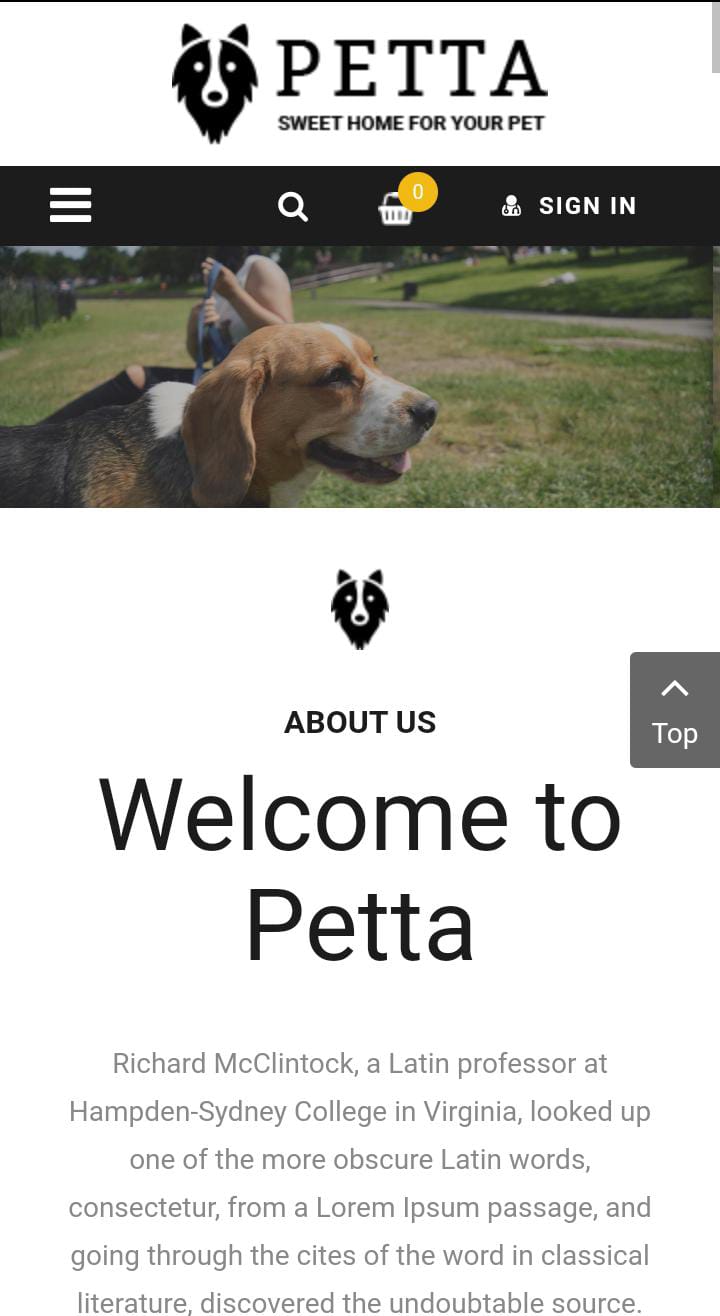 PETTA
SWEET HOME FOR YOUR PET
0
SIGN IN
Top
ABOUT US
Welcome to
Petta
Richard McClintock, a Latin professor at
Hampden-Sydney College in Virginia, looked up
one of the more obscure Latin words,
consectetur, from a Lorem Ipsum passage, and
going through the cites of the word in classical
literature, discovered the undoubtable source.